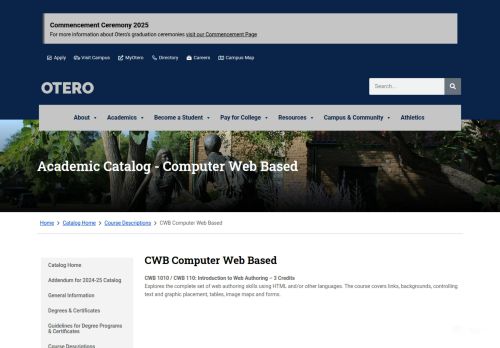 Commencement Ceremony 2025
For more information about Otero's graduation ceremonies visit our Commencement Page
Apply Visit Campus MyOtero Directory Careers Campus Map
OTERO
Search...
About Academics Become a Student Pay for College Resources Campus & Community Athletics
Academic Catalog - Computer Web Based
Home Catalog Home Course Descriptions CWB Computer Web Based
Catalog Home
Addendum for 2024-25 Catalog
General Information
Degrees & Certificates
Guidelines for Degree Programs
& Certificates
Course Descriptions
CWB Computer Web Based
CWB 1010 / CWB 110: Introduction to Web Authoring – 3 Credits
Explores the complete set of web authoring skills using HTML and/or other languages. The course covers links, backgrounds, controlling
text and graphic placement, tables, image maps and forms.